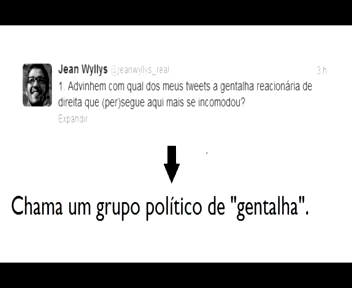 Jean Wyllys @jeanwyllys_real 3 h
1. Advinhem com qual dos meus tweets a gentalha reacionária de
direita que (per)segue aqui mais se incomodou?
Expandir
Chama um grupo político de "gentalha".